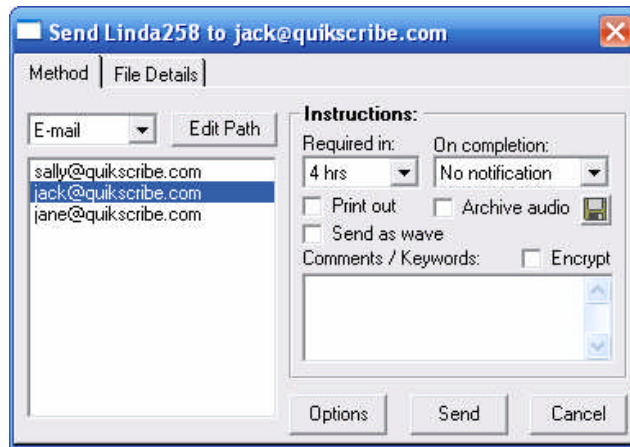 Send Linda258 to jack@quikscribe.com
Method File Details
E-mail Edit Path
sally@quikscribe.com
jack@quikscribe.com
jane@quikscribe.com
Instructions:
Required in: On completion:
4 hrs No notification
Print out Archive audio
Send as wave
Comments / Keywords: Encrypt
Options Send Cancel